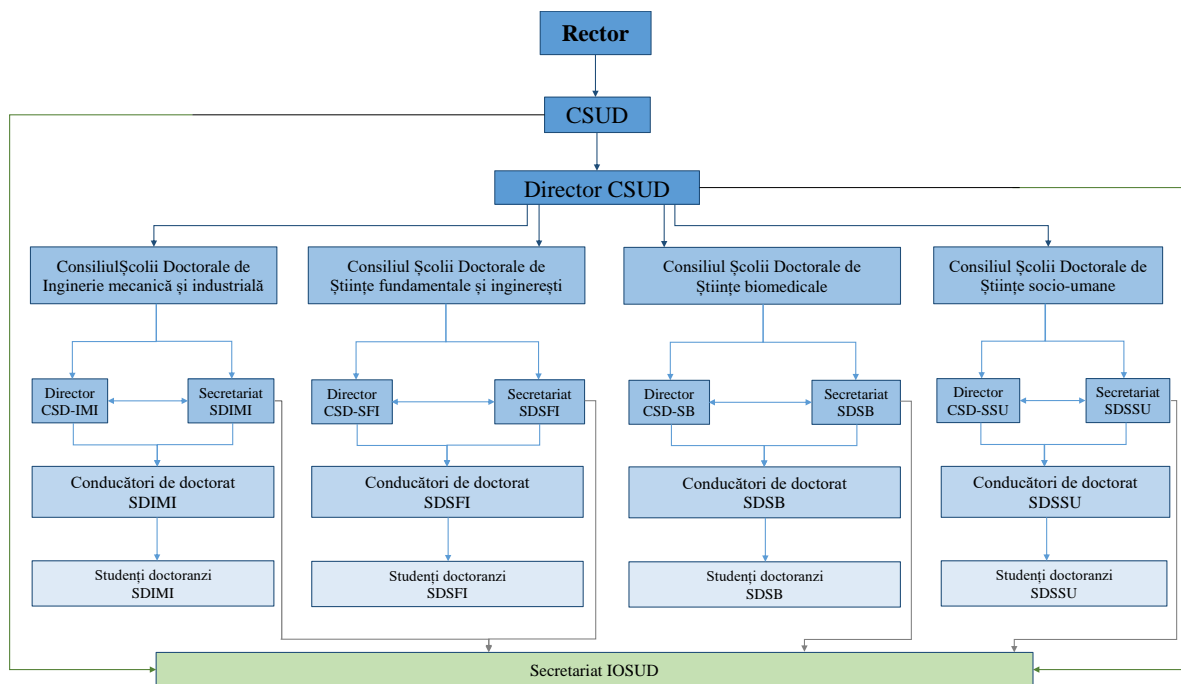 Rector
CSUD
Director CSUD
ConsiliulȘcolii Doctorale de
Inginerie mecanică și industrială
Consiliul Școlii Doctorale de
Științe fundamentale și inginerești
Consiliul Școlii Doctorale de
Științe biomedicale
Consiliul Școlii Doctorale de
Științe socio-umane
Director
CSD-IMI
Secretariat
SDIMI
Director
CSD-SFI
Secretariat
SDSFI
Director
CSD-SB
Secretariat
SDSB
Director
CSD-SSU
Secretariat
SDSSU
Conducători de doctorat
SDIMI
Conducători de doctorat
SDSFI
Conducători de doctorat
SDSB
Conducători de doctorat
SDSSU
Studenți doctoranzi
SDIMI
Studenți doctoranzi
SDSFI
Studenți doctoranzi
SDSB
Studenți doctoranzi
SDSSU
Secretariat IOSUD